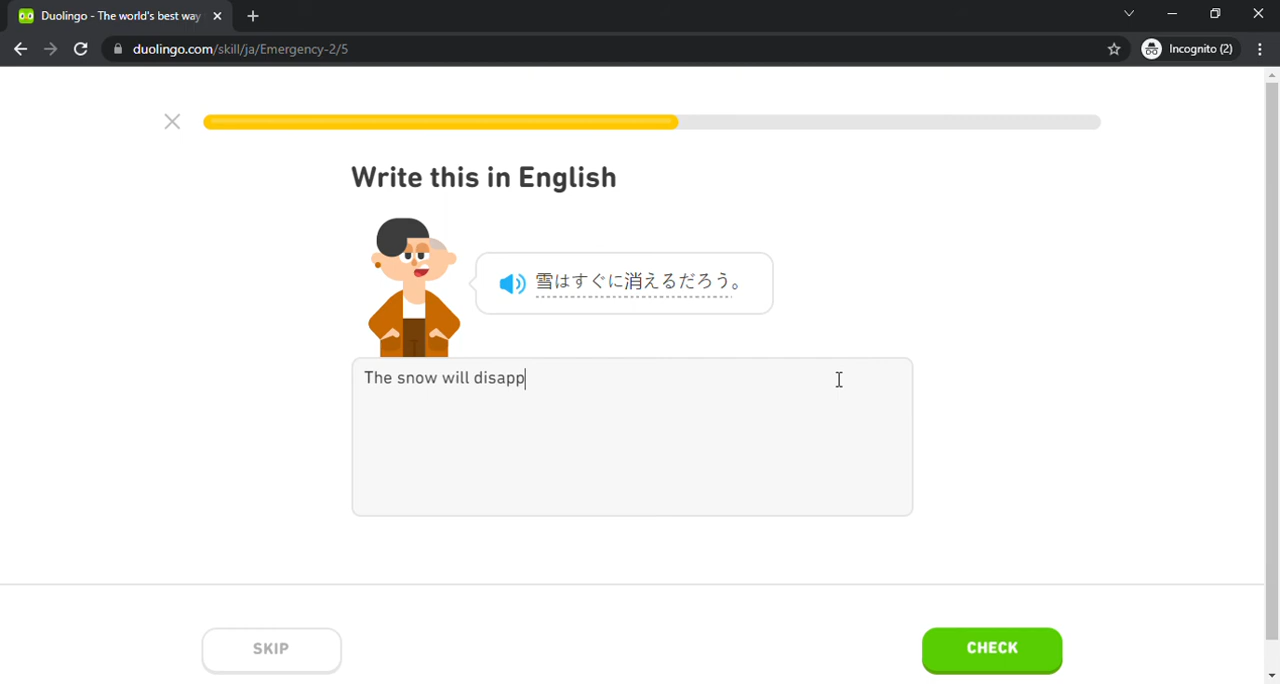 Duolingo - The world's best way
duolingo.com/skill/ja/Emergency-2/5
Incognito (2)
Write this in English
雪はすぐに消えるだろう。
The snow will disapp
SKIP
CHECK